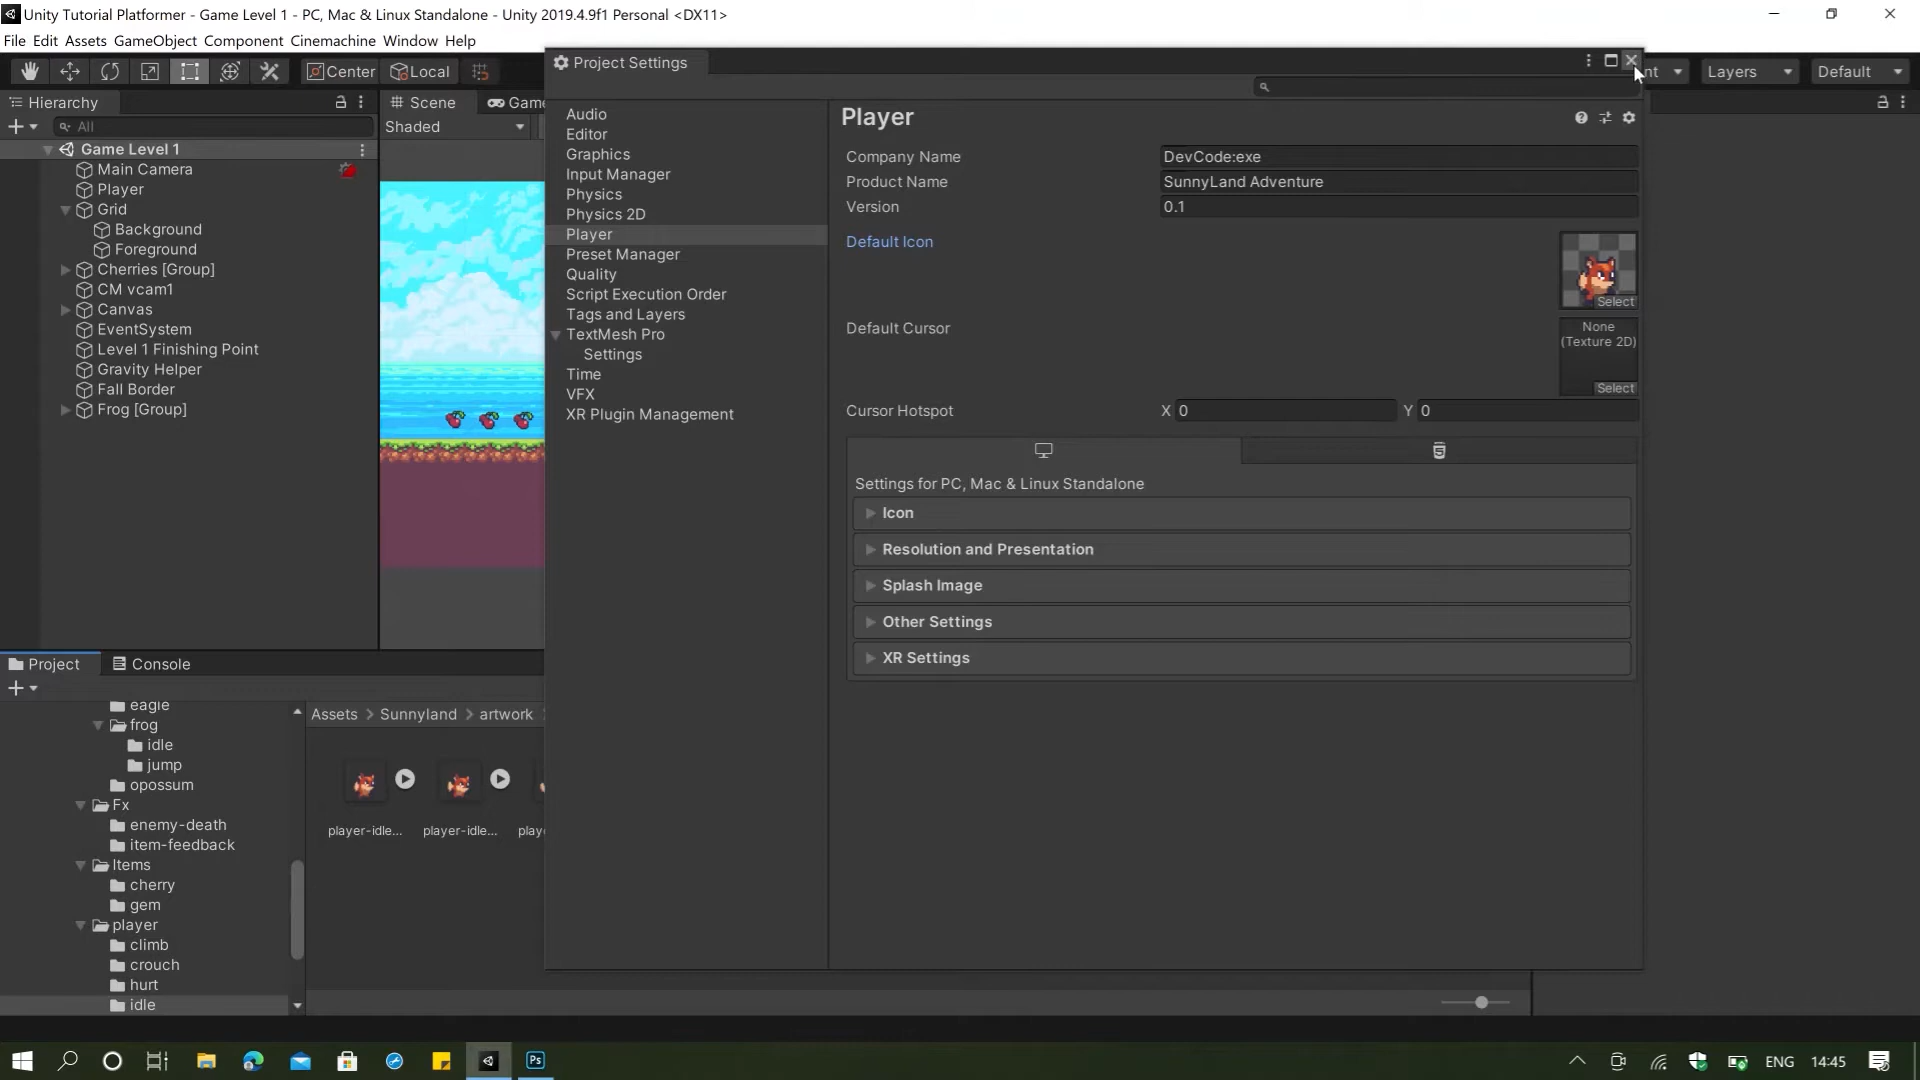 Unity Tutorial Platformer - Game Level 1 - PC, Mac & Linux Standalone - Unity 2019.4.9f1 Personal <DX11>
File Edit Assets GameObject Component Cinemachine Window Help
Center Local
Layers Default
Project Settings
Hierarchy
All
Game Level 1
Main Camera
Player
Grid
Background
Foreground
Cherries [Group]
CM vcam1
Canvas
EventSystem
Level 1 Finishing Point
Gravity Helper
Fall Border
Frog [Group]
Scene
Shaded
Audio
Editor
Graphics
Input Manager
Physics
Physics 2D
Player
Preset Manager
Quality
Script Execution Order
Tags and Layers
TextMesh Pro
Settings
Time
VFX
XR Plugin Management
Player
Company Name DevCode:exe
Product Name SunnyLand Adventure
Version 0.1
Default Icon
Select
Default Cursor
None
(Texture 2D)
Select
Cursor Hotspot X 0 Y 0
Settings for PC, Mac & Linux Standalone
Icon
Resolution and Presentation
Splash Image
Other Settings
XR Settings
Project Console
eagle
frog
idle
jump
opossum
Fx
enemy-death
item-feedback
Items
cherry
gem
player
climb
crouch
hurt
idle
Assets > Sunnyland > artwork
player-idle... player-idle...
Ps
ENG 14:45